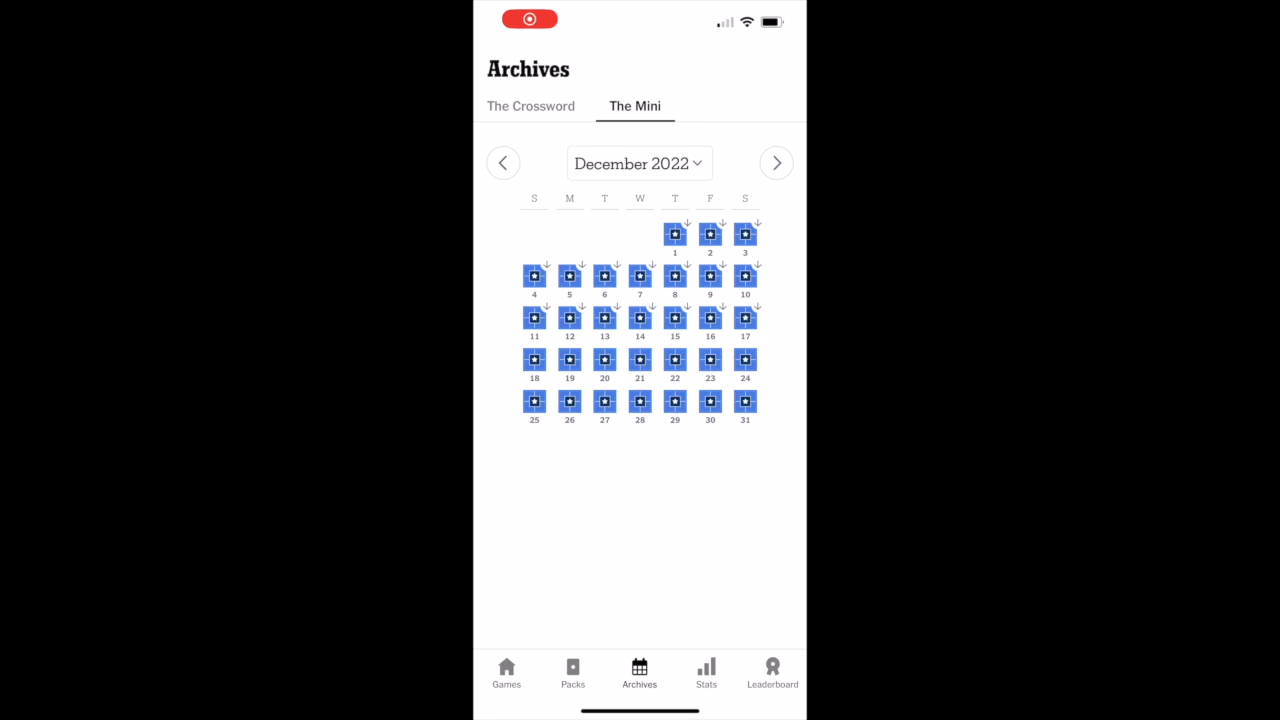 Archives
The Crossword The Mini
December 2022
S M T W T F S
1 2 3
4 5 6 7 8 9 10
11 12 13 14 15 16 17
18 19 20 21 22 23 24
25 26 27 28 29 30 31
Games Packs Archives Stats Leaderboard